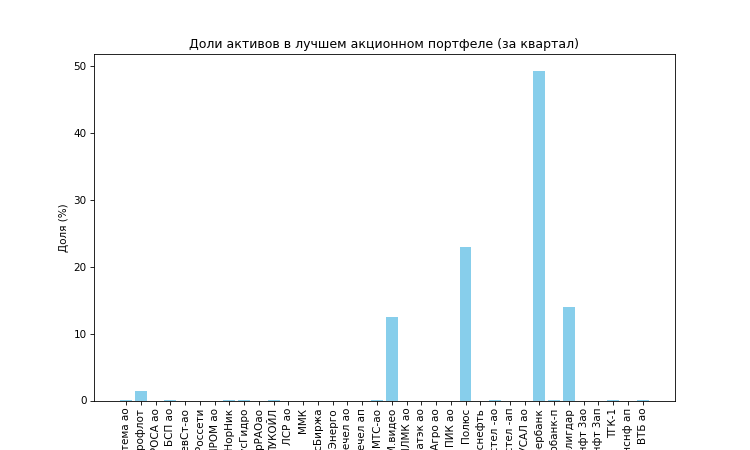 Доли активов в лучшем акционном портфеле (за квартал)
Доля (%)
50
40
30
20
10
0
тема ао
рофлот
РОСА ао
БСП ао
евСт-ао
Россети
ПРОМ ао
НорНик
сГидро
рРАОао
ЛУКОЙЛ
ЛСР ао
ММК
сБиржа
Энерго
ечел ао
ечел ап
МТС-ао
М.видео
НЛМК ао
атэк ао
Агро ао
ПИК ао
Полюс
снефть
стел -ао
стел -ап
УСАЛ ао
ербанк
рбанк-п
лигдар
нфт 3ао
нфт 3ап
ТГК-1
нснф ап
ВТБ ао